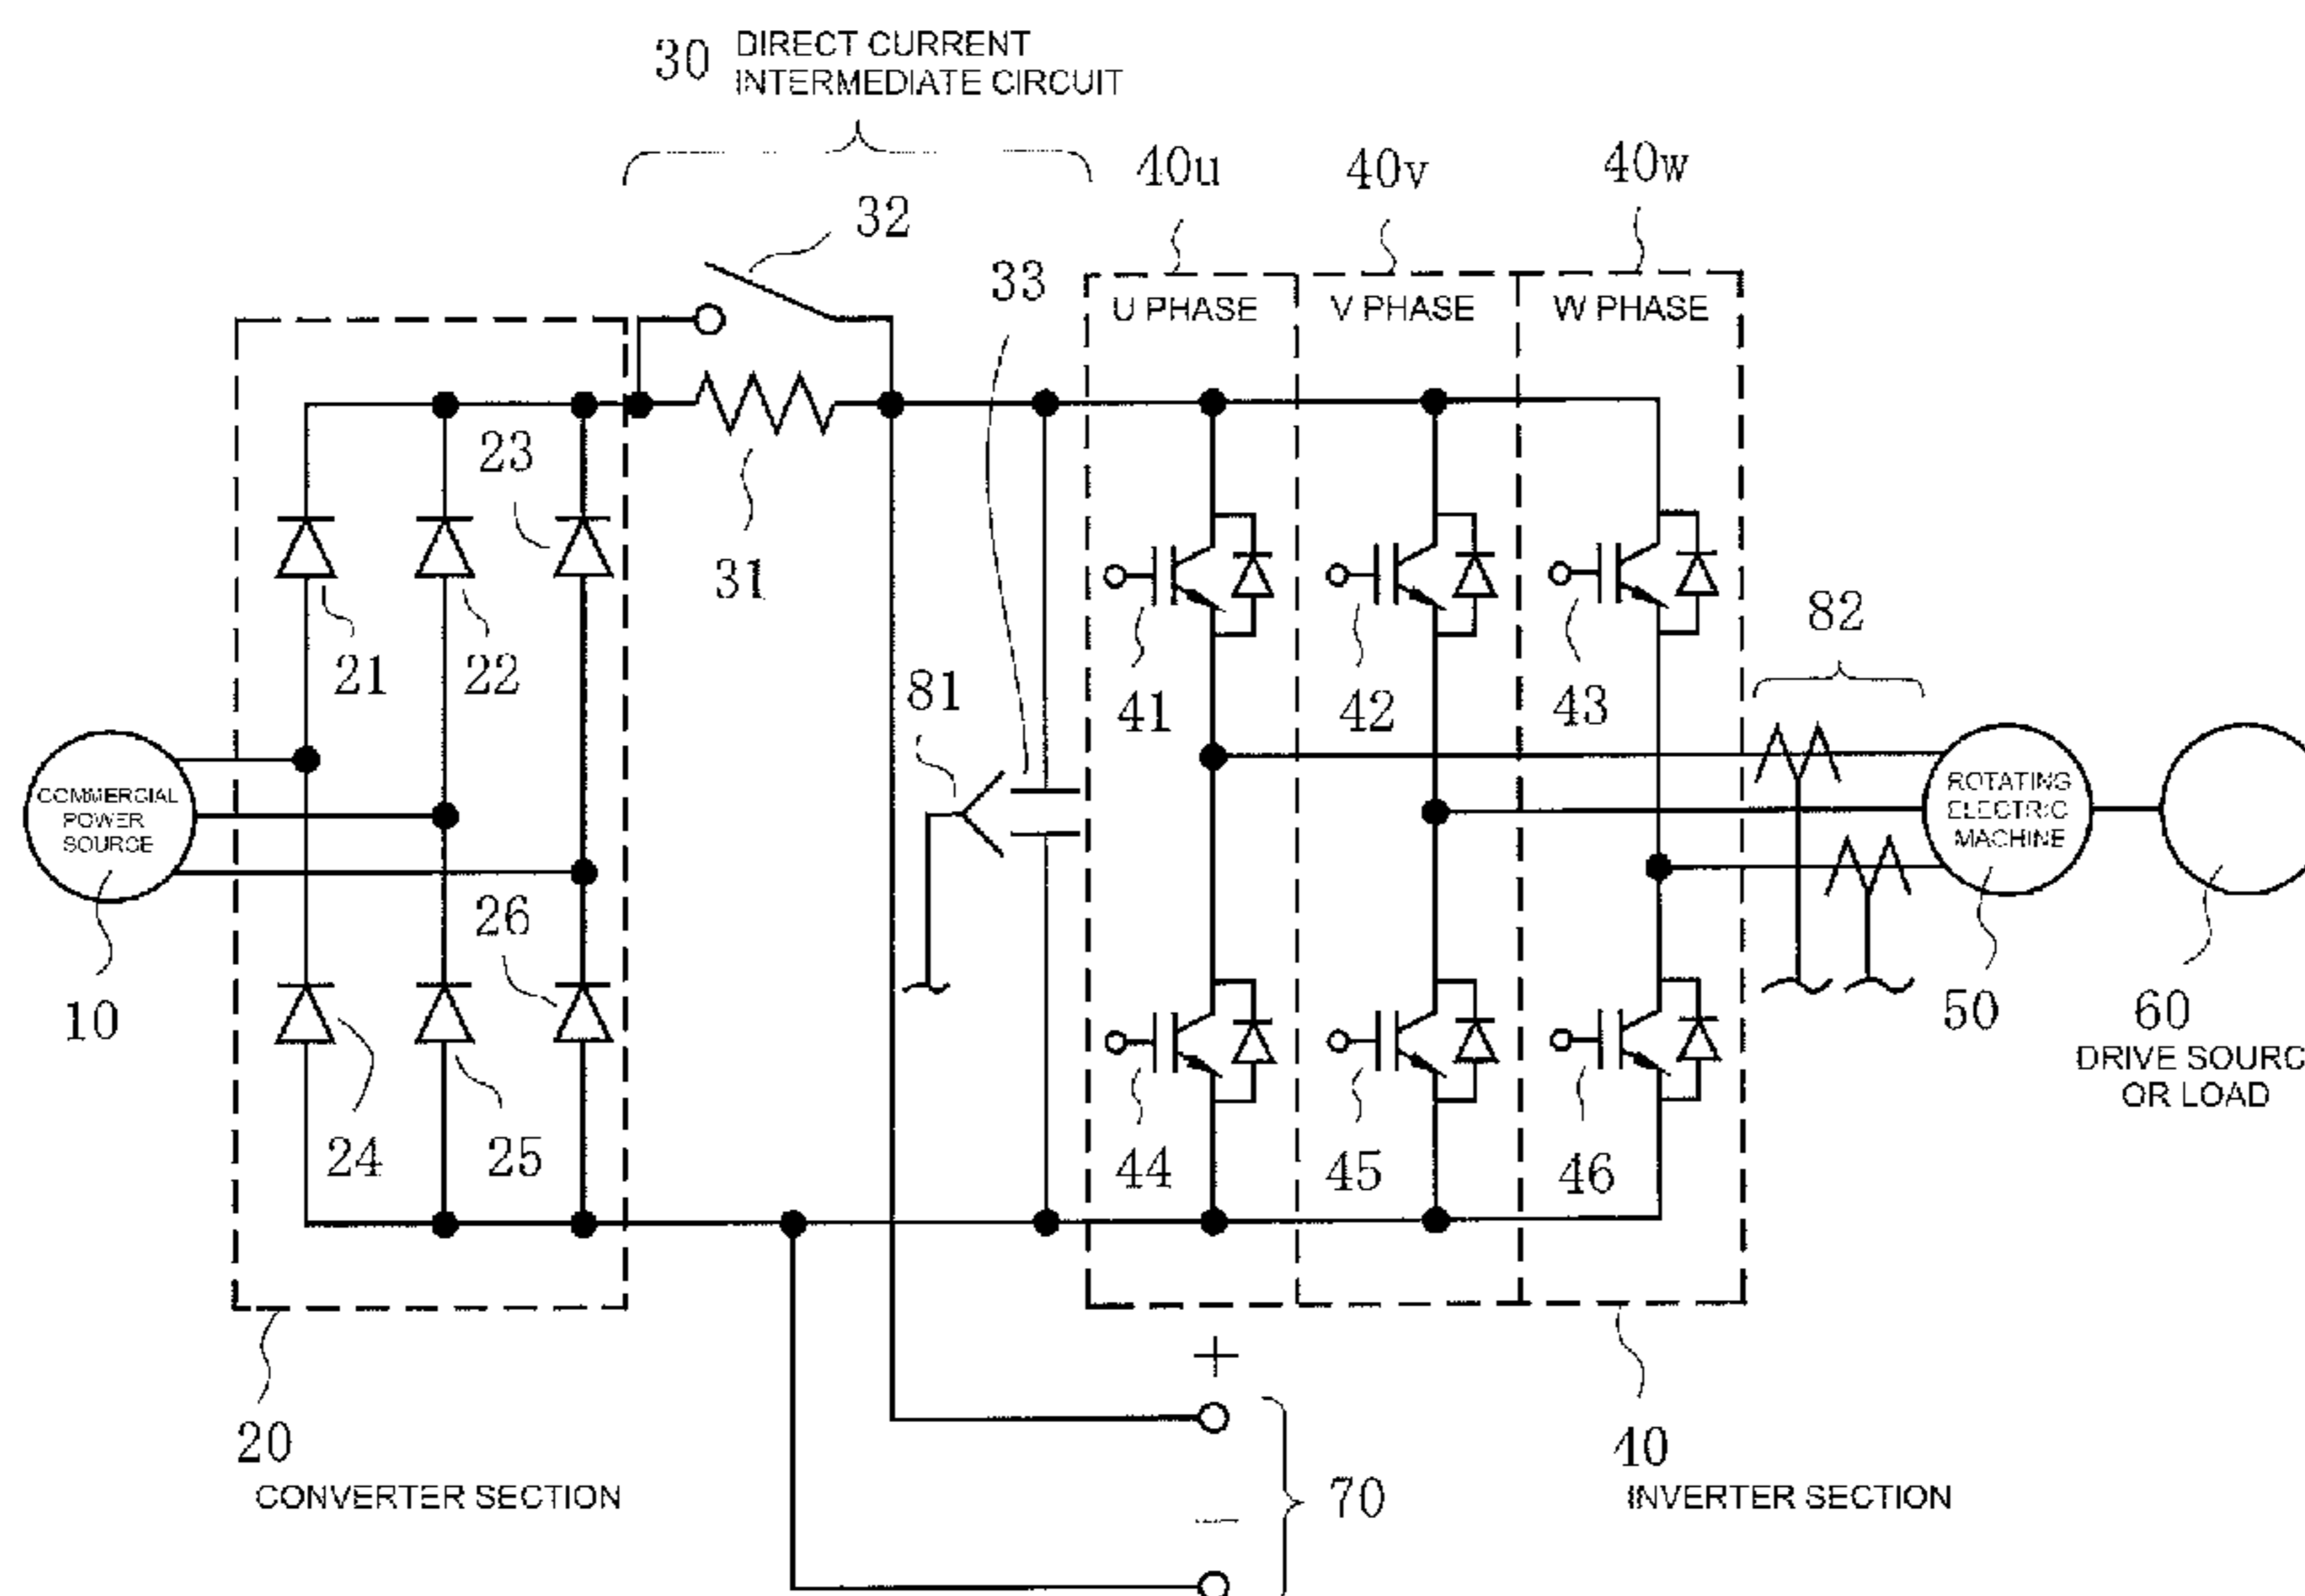 30 DIRECT CURRENT
INTERMEDIATE CIRCUIT
40u
40v
40w
32
33
U PHASE
V PHASE
W PHASE
23
31
82
21
22
81
41
42
43
COMMERCIAL
POWER
SOURCE
ROTATING
ELECTRIC
MACHINE
26
10
50
60
DRIVE SOURC
OR LOAD
24
25
44
45
46
+
20
CONVERTER SECTION
40
INVERTER SECTION
70
−